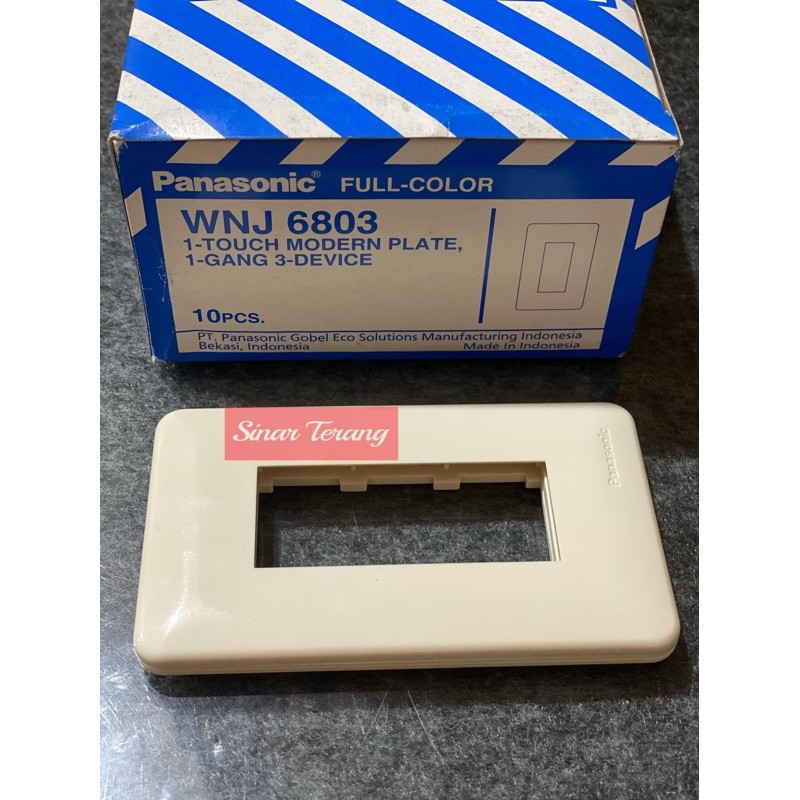 Panasonic® FULL-COLOR
WNJ 6803
1-TOUCH MODERN PLATE,
1-GANG 3-DEVICE
10PCS.
PT. Panasonic Gobel Eco Solutions Manufacturing Indonesia
Bekasi, Indonesia Made In Indonesia
Sinar Terang
Panasonic